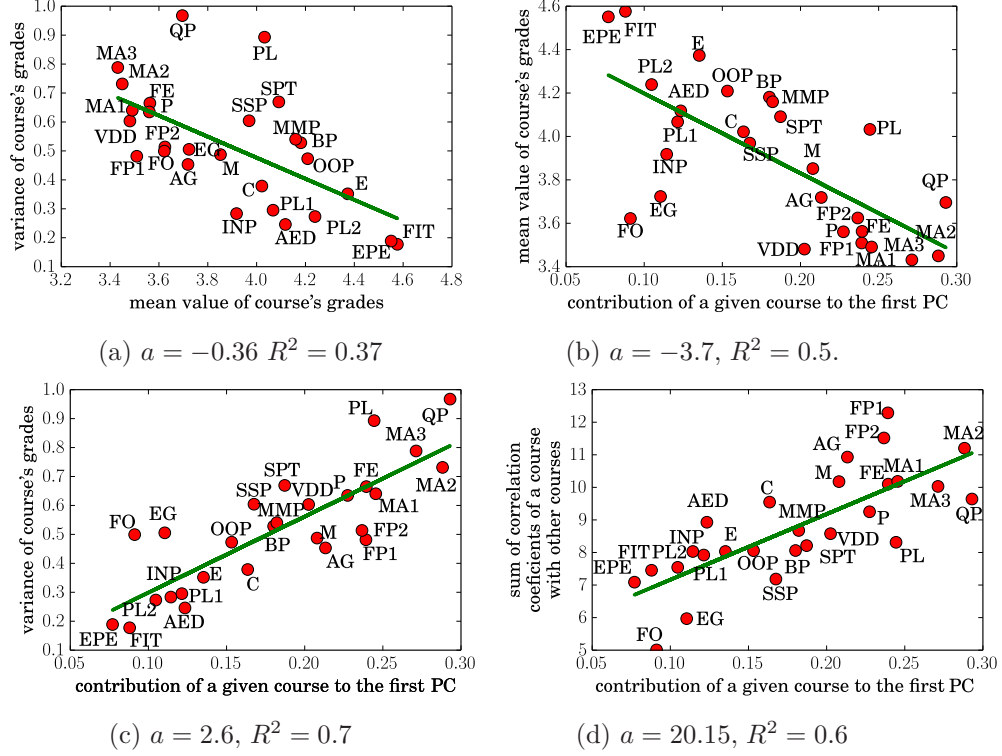 1.0
0.9
0.8
0.7
0.6
0.5
0.4
0.3
0.2
0.1
variance of course's grades
QP
PL
MA3
MA2
FE
SPT
MA1
P
SSP
VDD
FP2
MMP
BP
FP1
FO
EG
M
OOP
AG
C
E
INP
PL1
AED
PL2
FIT
EPE
3.2 3.4 3.6 3.8 4.0 4.2 4.4 4.6 4.8
mean value of course's grades
(a) a = −0.36 R² = 0.37
4.6
4.4
4.2
4.0
3.8
3.6
3.4
mean value of course's grades
EPE
FIT
E
PL2
OOP
BP
AED
MMP
PL1
C
SPT
PL
INP
SSP
M
EG
AG
QP
FO
FP2
P
FE
MA2
VDD
FP1
MA1
MA3
0.05 0.10 0.15 0.20 0.25 0.30
contribution of a given course to the first PC
(b) a = −3.7, R² = 0.5.
1.0
0.9
0.8
0.7
0.6
0.5
0.4
0.3
0.2
0.1
variance of course's grades
PL
QP
MA3
SPT
P
FE
MA2
SSP
VDD
FO
EG
MMP
MA1
OOP
BP
M
FP2
AG
FP1
INP
E
C
PL2
PL1
AED
EPE
FIT
0.05 0.10 0.15 0.20 0.25 0.30
contribution of a given course to the first PC
(c) a = 2.6, R² = 0.7
13
12
11
10
9
8
7
6
5
sum of correlation
coeficients of a course
with other courses
FP1
FP2
MA2
AG
M
FE
MA1
C
MA3
AED
MMP
P
QP
INP
E
VDD
FIT
PL2
OOP
BP
SPT
PL
EPE
PL1
SSP
EG
FO
0.05 0.10 0.15 0.20 0.25 0.30
contribution of a given course to the first PC
(d) a = 20.15, R² = 0.6